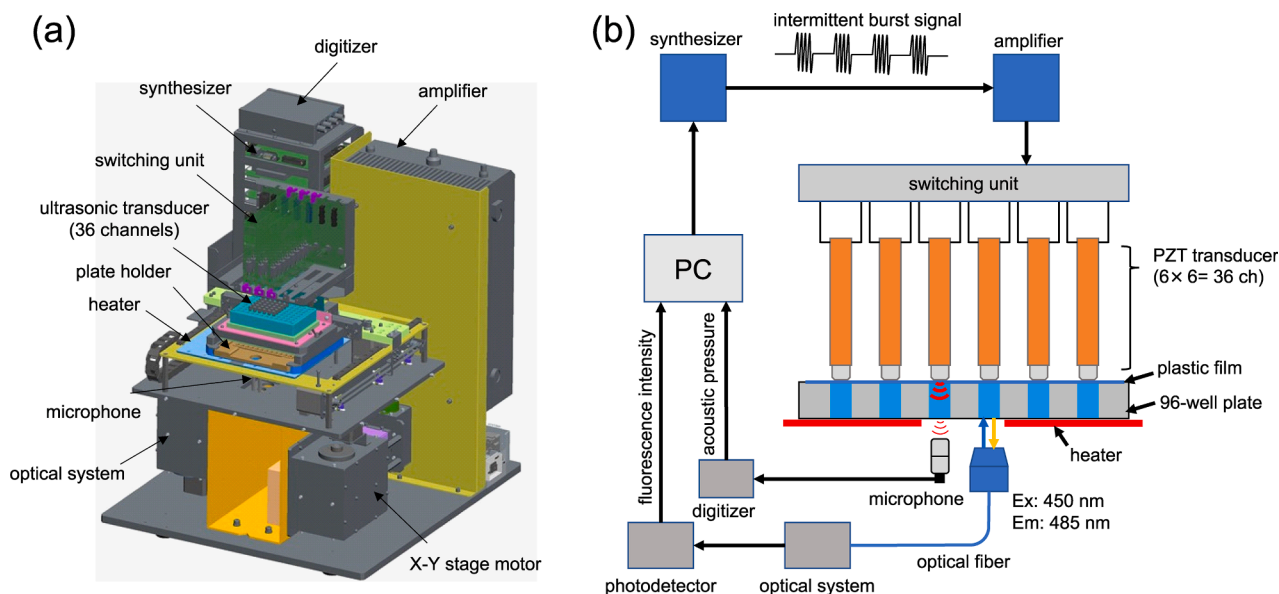 (a)
digitizer
synthesizer
amplifier
switching unit
ultrasonic transducer
(36 channels)
plate holder
heater
microphone
optical system
X-Y stage motor
(b)
intermittent burst signal
synthesizer
amplifier
switching unit
PC
PZT transducer
(6× 6= 36 ch)
plastic film
96-well plate
heater
fluorescence intensity
acoustic pressure
microphone
digitizer
Ex: 450 nm
Em: 485 nm
optical fiber
photodetector
optical system